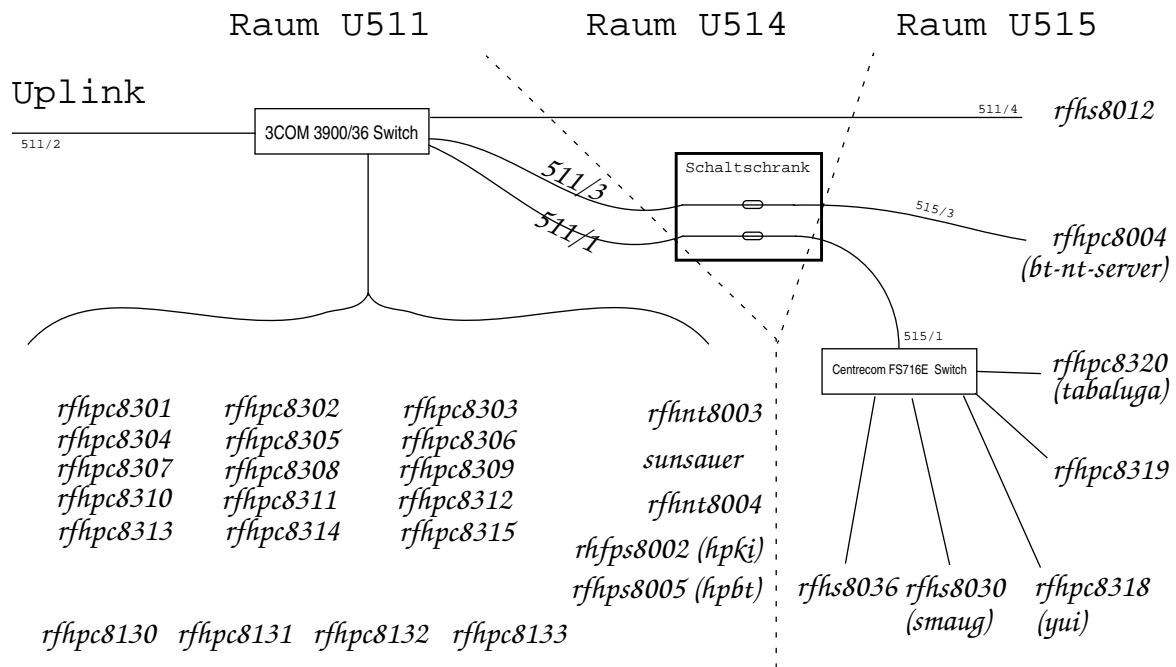 Raum U511 Raum U514 Raum U515
Uplink
511/2
3COM 3900/36 Switch
511/4
rfhs8012
511/3
511/1
Schaltschrank
515/3
rfhpc8004
(bt-nt-server)
515/1
Centrecom FS716E Switch
rfhpc8320
(tabaluga)
rfhpc8319
rfhpc8301 rfhpc8302 rfhpc8303 rfhnt8003
rfhpc8304 rfhpc8305 rfhpc8306
sunsauer
rfhpc8307 rfhpc8308 rfhpc8309
rfhpc8310 rfhpc8311 rfhpc8312 rfhnt8004
rfhpc8313 rfhpc8314 rfhpc8315
rhfps8002 (hpki)
rfhps8005 (hpbt)
rfhs8036 rfhs8030 rfhpc8318
(smaug) (yui)
rfhpc8130 rfhpc8131 rfhpc8132 rfhpc8133